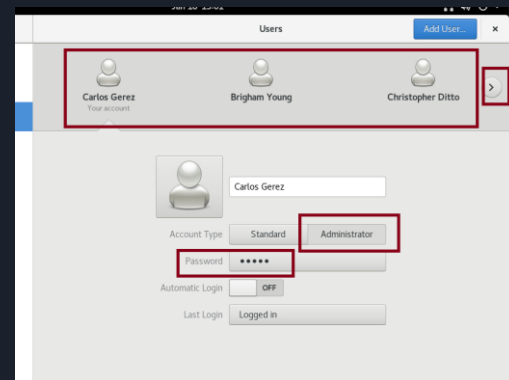 Users
Add User...
Carlos Gerez
Your account
Brigham Young
Christopher Ditto
Carlos Gerez
Account Type
Standard
Administrator
Password
•••••
Automatic Login
OFF
Last Login
Logged in